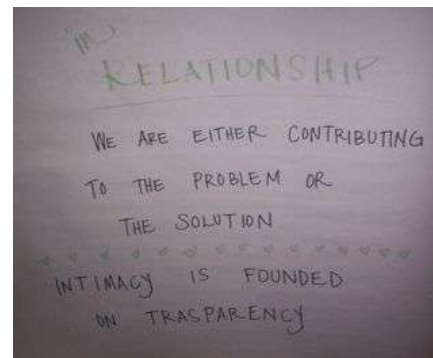 in
RELATIONSHIP
WE ARE EITHER CONTRIBUTING
TO THE PROBLEM OR
THE SOLUTION
INTIMACY IS FOUNDED
ON TRASPARENCY